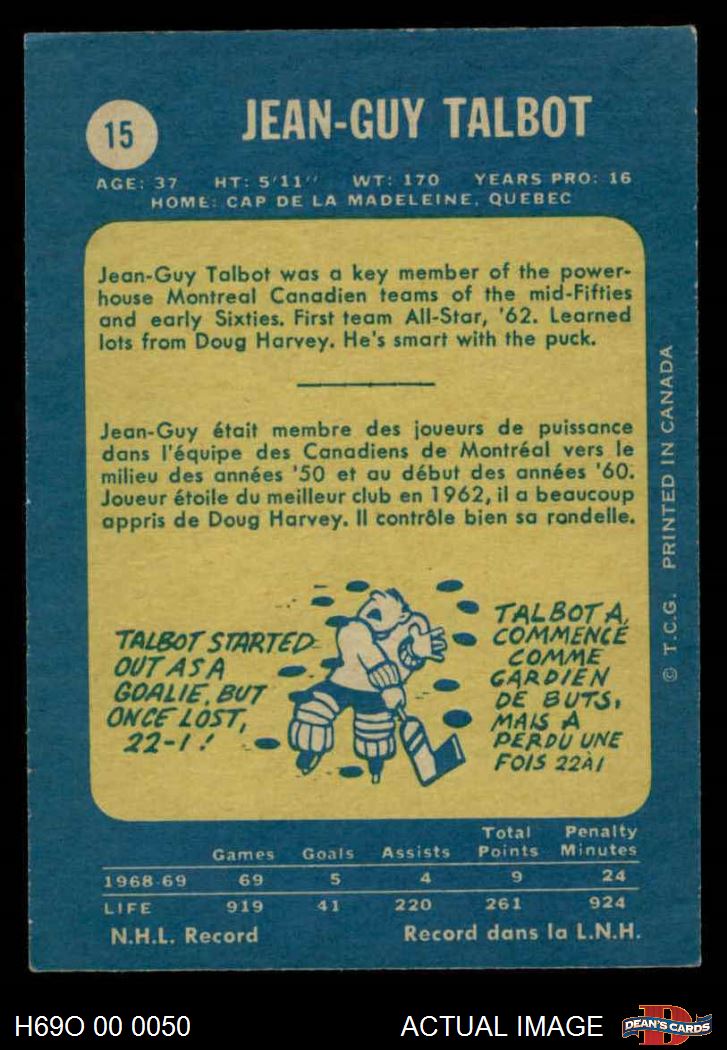 15
JEAN-GUY TALBOT
AGE: 37 HT: 5'11'' WT: 170 YEARS PRO: 16
HOME: CAP DE LA MADELEINE, QUEBEC
Jean-Guy Talbot was a key member of the power-
house Montreal Canadien teams of the mid-Fifties
and early Sixties. First team All-Star, '62. Learned
lots from Doug Harvey. He's smart with the puck.
Jean-Guy était membre des joueurs de puissance
dans l'équipe des Canadiens de Montréal vers le
milieu des années '50 et au début des années '60.
Joueur étoile du meilleur club en 1962, il a beaucoup
appris de Doug Harvey. Il contrôle bien sa rondelle.
TALBOT STARTED
OUT AS A
GOALIE, BUT
ONCE LOST,
22-1!
TALBOT A
COMMENCÉ
COMME
GARDIEN
DE BUTS,
MAIS A
PERDU UNE
FOIS 22 À 1
© T.C.G. PRINTED IN CANADA
Games Goals Assists Total Points Penalty Minutes
1968-69 69 5 4 9 24
LIFE 919 41 220 261 924
N.H.L. Record Record dans la L.N.H.
H69O 00 0050 ACTUAL IMAGE
D
DEAN'S CARDS